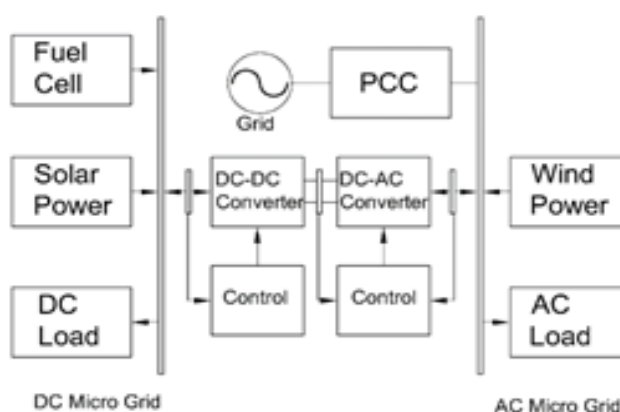 Fuel
Cell
Grid
PCC
Solar
Power
DC-DC
Converter
DC-AC
Converter
Wind
Power
DC
Load
Control
Control
AC
Load
DC Micro Grid
AC Micro Grid